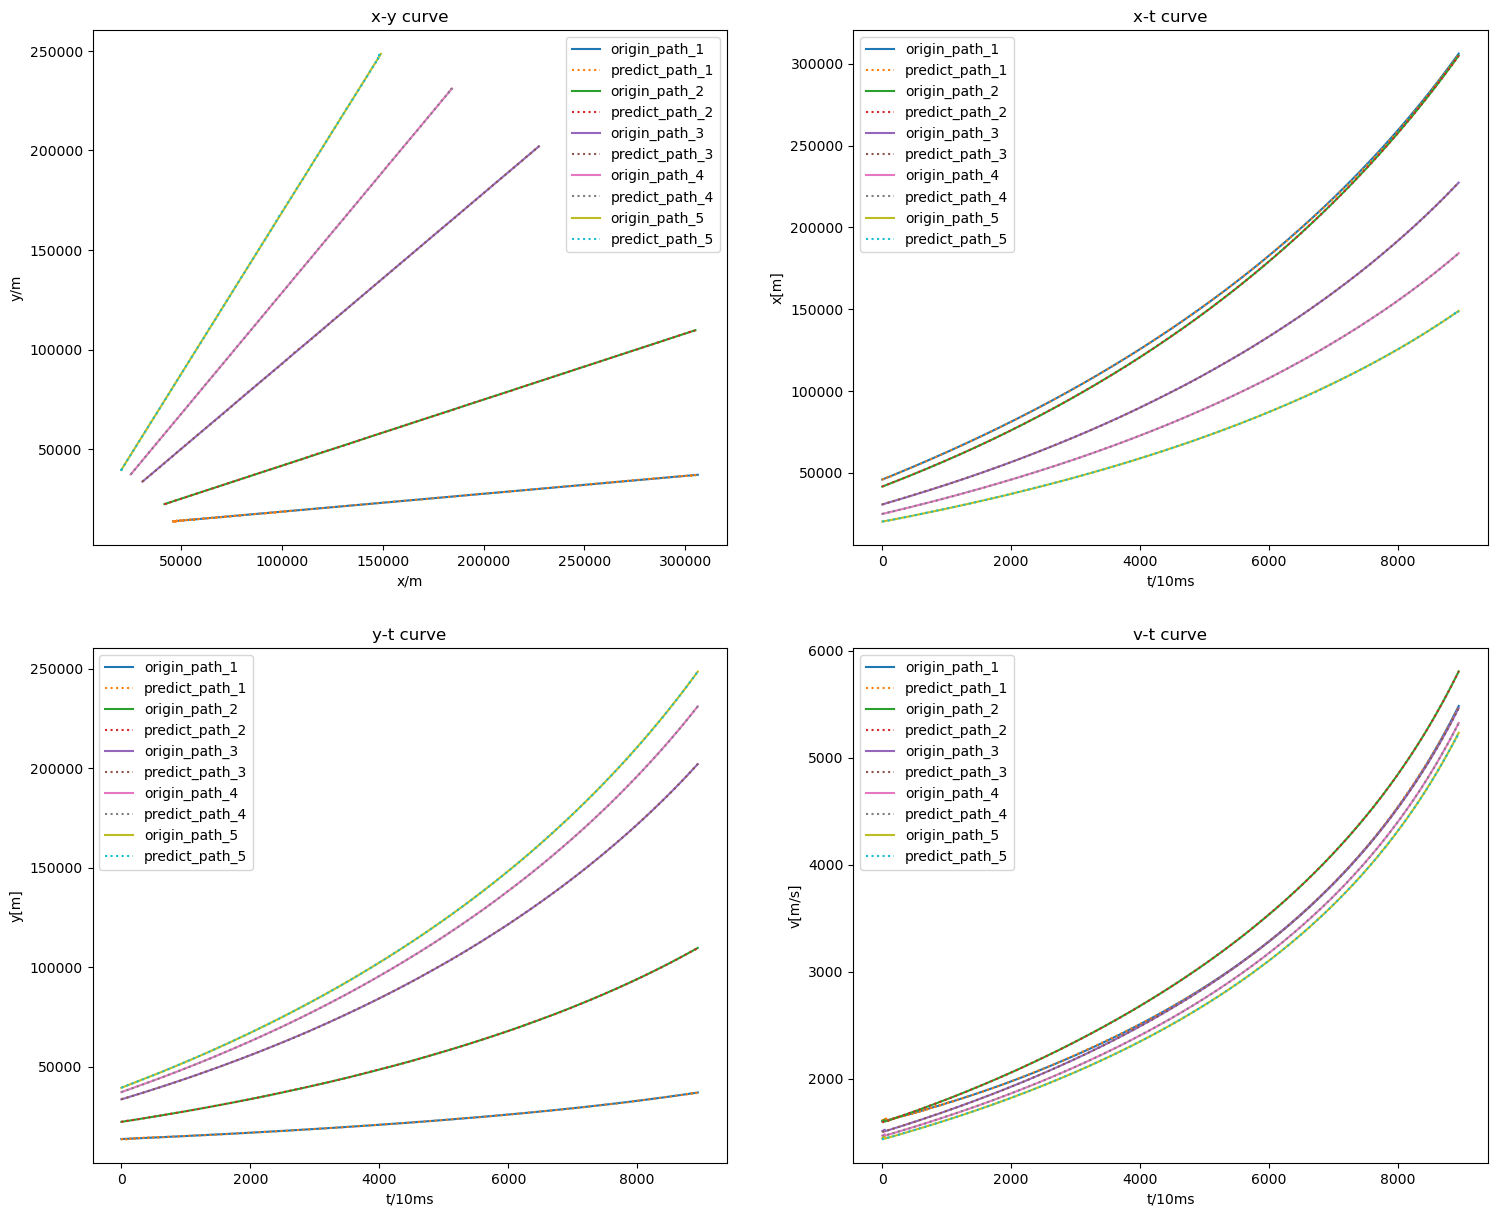 x-y curve
250000
200000
150000
100000
50000
y/m
50000
100000
150000
200000
250000
300000
x/m
origin_path_1
predict_path_1
origin_path_2
predict_path_2
origin_path_3
predict_path_3
origin_path_4
predict_path_4
origin_path_5
predict_path_5
x-t curve
300000
250000
200000
150000
100000
50000
x[m]
0
2000
4000
6000
8000
t/10ms
origin_path_1
predict_path_1
origin_path_2
predict_path_2
origin_path_3
predict_path_3
origin_path_4
predict_path_4
origin_path_5
predict_path_5
y-t curve
250000
200000
150000
100000
50000
y[m]
0
2000
4000
6000
8000
t/10ms
origin_path_1
predict_path_1
origin_path_2
predict_path_2
origin_path_3
predict_path_3
origin_path_4
predict_path_4
origin_path_5
predict_path_5
v-t curve
6000
5000
4000
3000
2000
v[m/s]
0
2000
4000
6000
8000
t/10ms
origin_path_1
predict_path_1
origin_path_2
predict_path_2
origin_path_3
predict_path_3
origin_path_4
predict_path_4
origin_path_5
predict_path_5